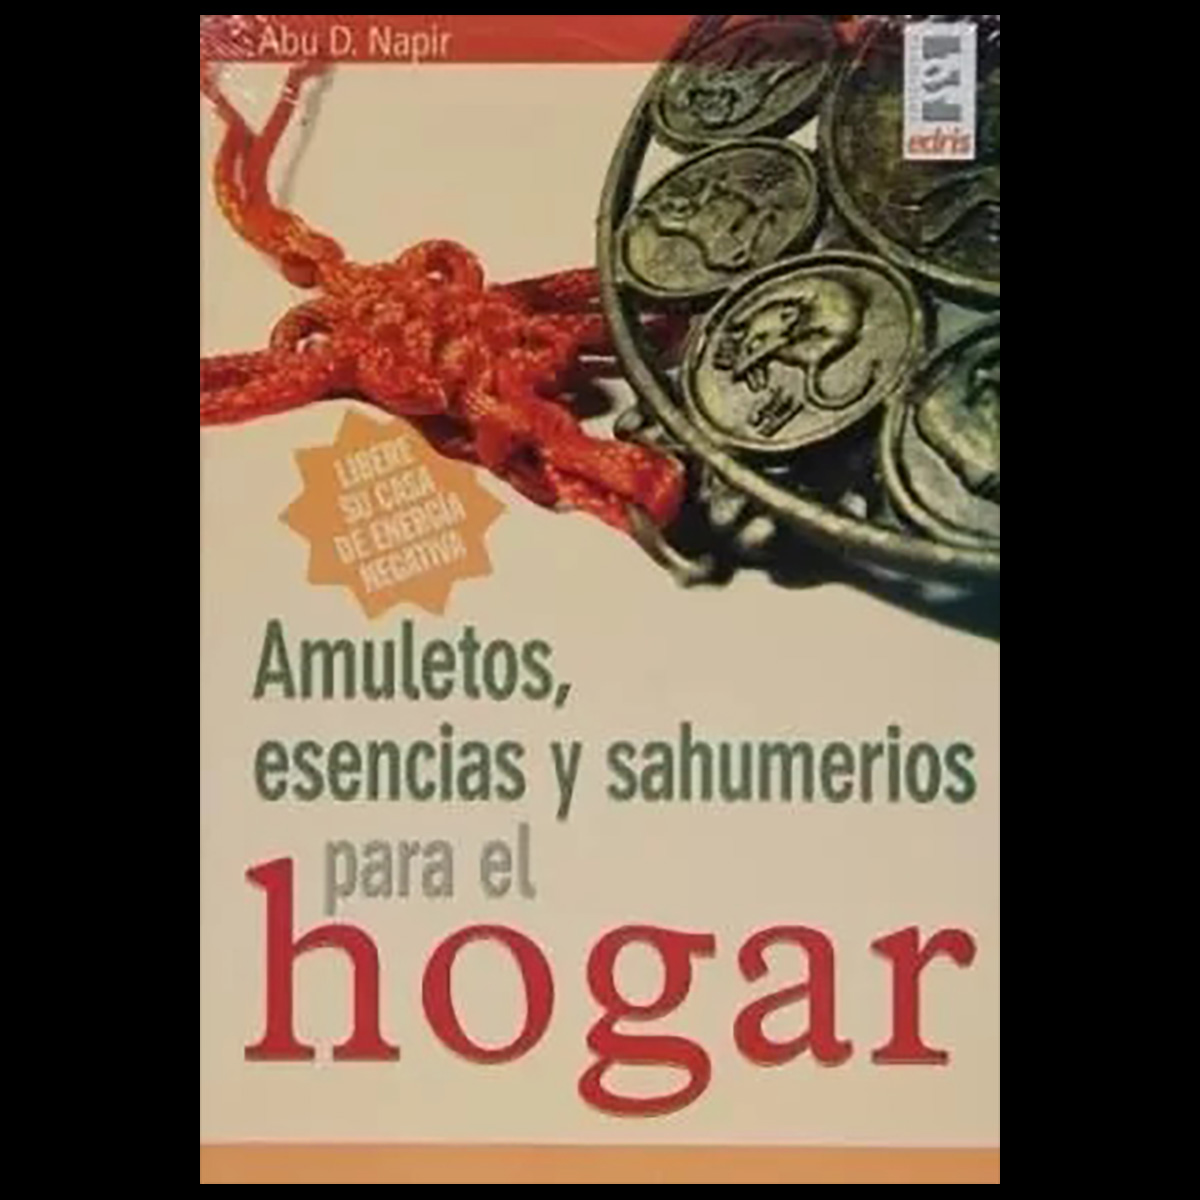 Abu D. Napir
edris
LIBERE
SU CASA
DE ENERGÍA
NEGATIVA
Amuletos,
esencias y sahumerios
para el
hogar